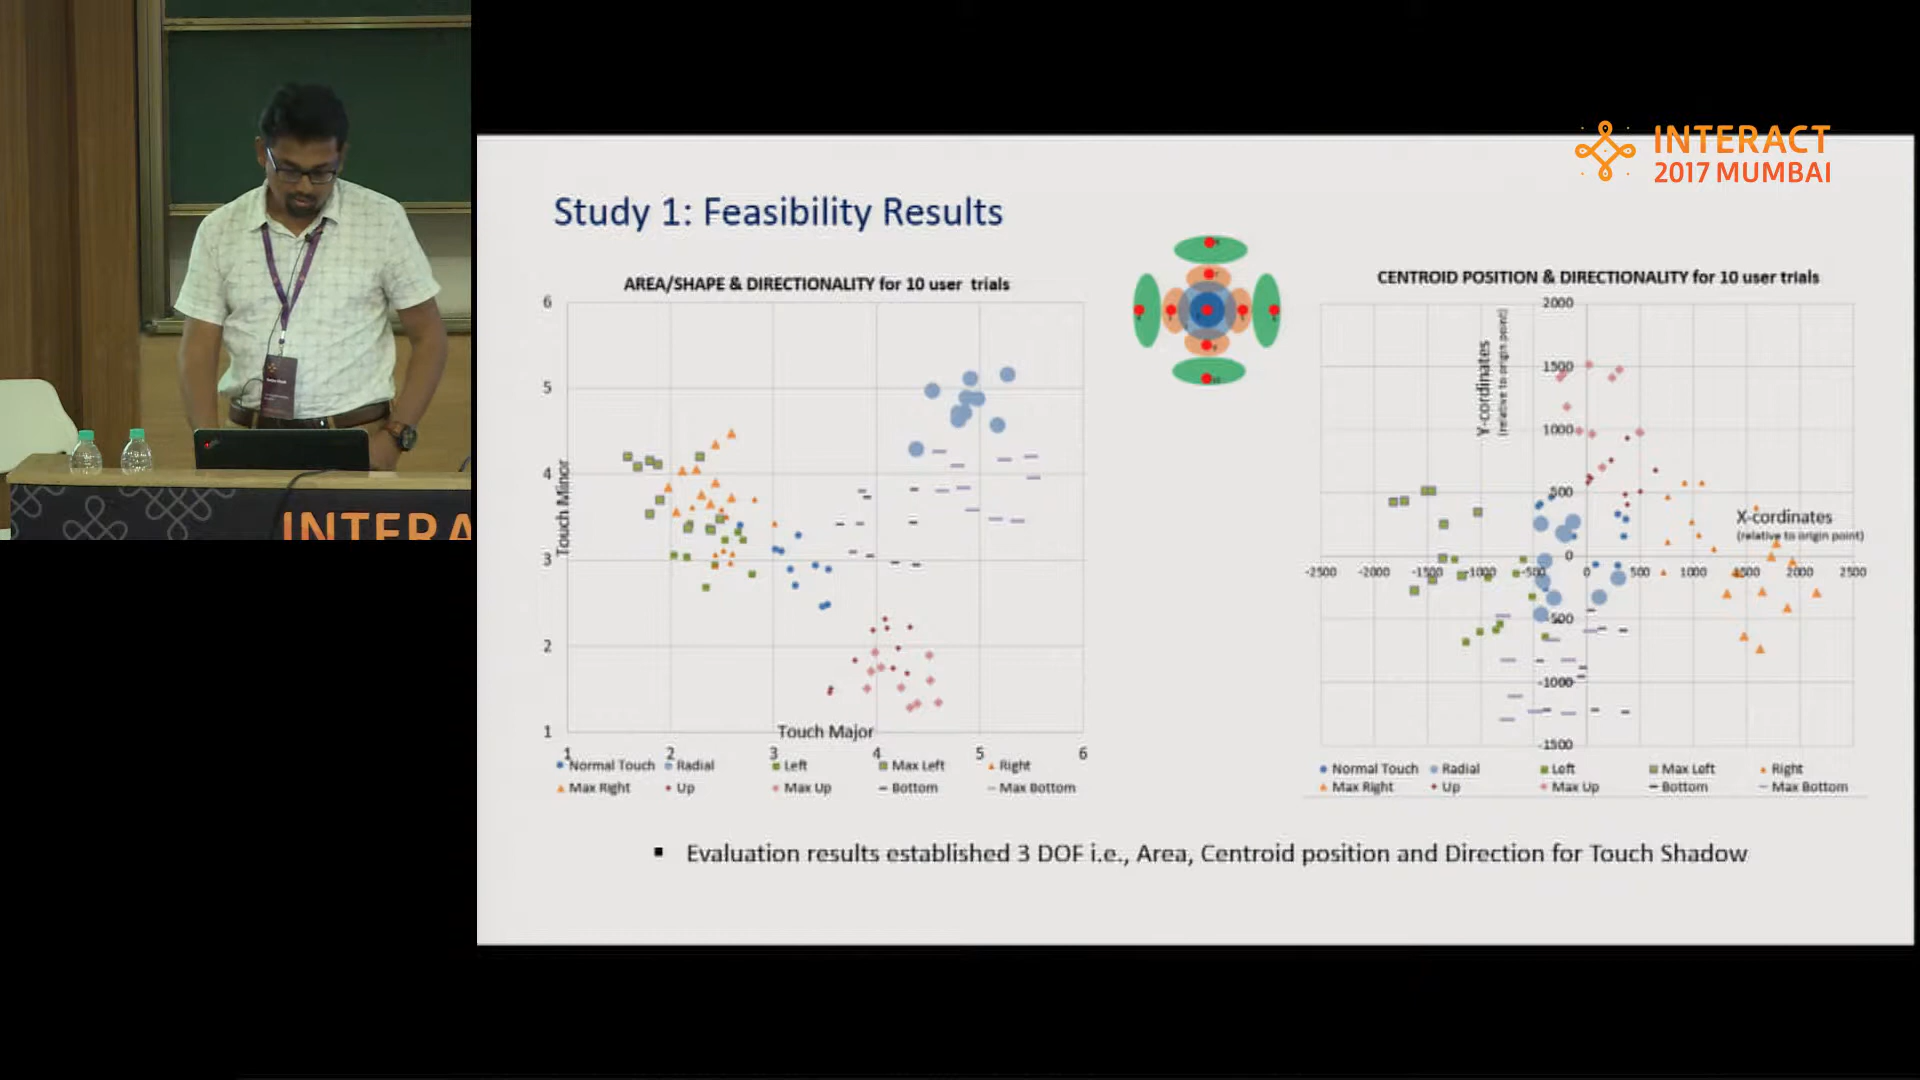 INTERACT
2017 MUMBAI
Study 1: Feasibility Results
AREA/SHAPE & DIRECTIONALITY for 10 user trials
6
5
4
3
2
1
Touch Minor
Touch Major
1 2 3 4 5 6
Normal Touch Radial Left Max Left Right
Max Right Up Max Up Bottom Max Bottom
CENTROID POSITION & DIRECTIONALITY for 10 user trials
2000
1500
1000
500
0
-500
-1000
-1500
Y-cordinates
(relative to origin point)
X-cordinates
(relative to origin point)
-2500 -2000 -1500 -1000 -500 0 500 1000 1500 2000 2500
Normal Touch Radial Left Max Left Right
Max Right Up Max Up Bottom Max Bottom
▪ Evaluation results established 3 DOF i.e., Area, Centroid position and Direction for Touch Shadow
INTERA